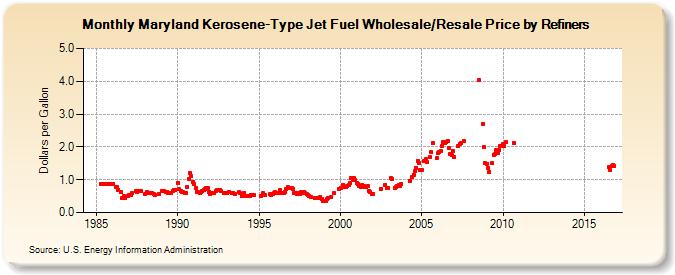 Monthly Maryland Kerosene-Type Jet Fuel Wholesale/Resale Price by Refiners
Dollars per Gallon
5.0
4.0
3.0
2.0
1.0
0.0
1985 1990 1995 2000 2005 2010 2015
Source: U.S. Energy Information Administration